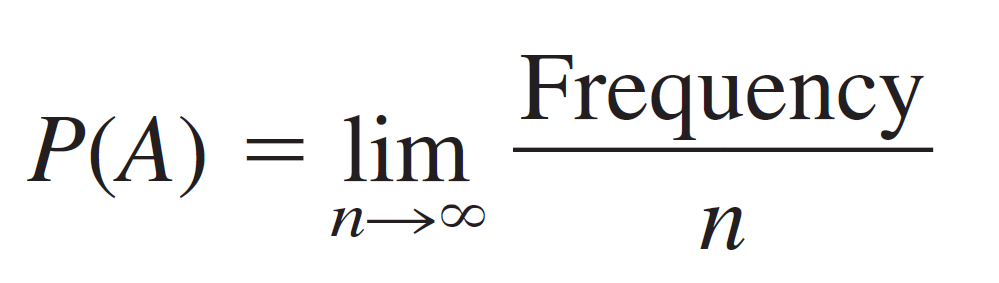 P(A) = lim n→∞ Frequency / n